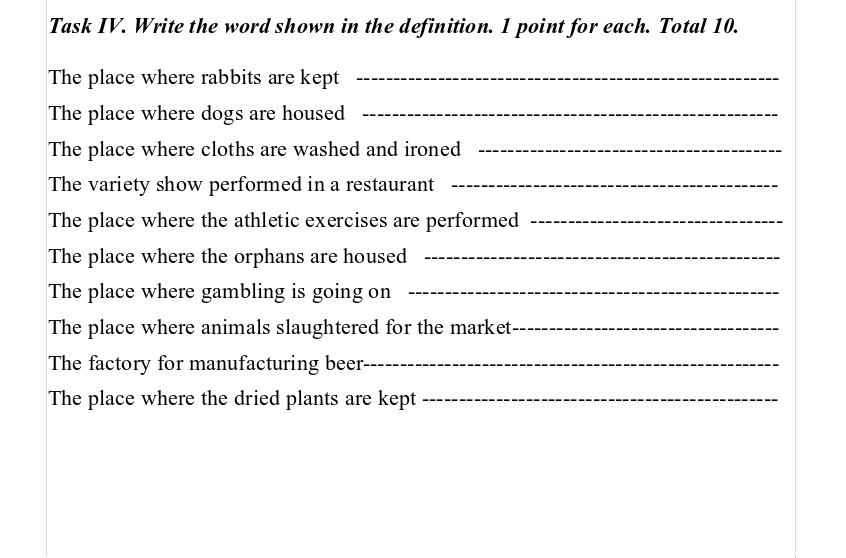 Task IV. Write the word shown in the definition. 1 point for each. Total 10.
The place where rabbits are kept ---------------------------------------------------------
The place where dogs are housed --------------------------------------------------------
The place where cloths are washed and ironed -----------------------------------------
The variety show performed in a restaurant --------------------------------------------
The place where the athletic exercises are performed ----------------------------------
The place where the orphans are housed ------------------------------------------------
The place where gambling is going on --------------------------------------------------
The place where animals slaughtered for the market------------------------------------
The factory for manufacturing beer--------------------------------------------------------
The place where the dried plants are kept ------------------------------------------------